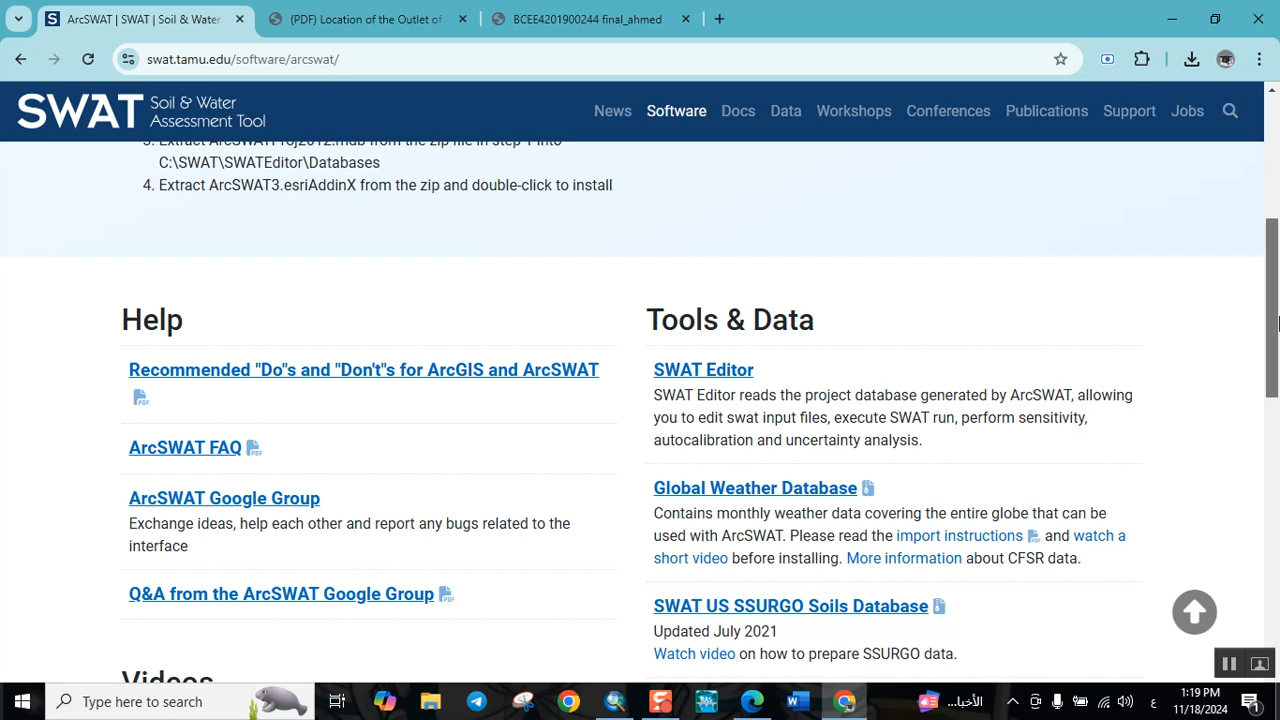 ArcSWAT | SWAT | Soil & Water
(PDF) Location of the Outlet of
BCEE4201900244 final_ahmed
swat.tamu.edu/software/arcswat/
SWAT Soil & Water Assessment Tool
News Software Docs Data Workshops Conferences Publications Support Jobs
C:\SWAT\SWATEditor\Databases
4. Extract ArcSWAT3.esriAddinX from the zip and double-click to install
Help
Recommended "Do"s and "Don't"s for ArcGIS and ArcSWAT
ArcSWAT FAQ
ArcSWAT Google Group
Exchange ideas, help each other and report any bugs related to the
interface
Q&A from the ArcSWAT Google Group
Videos
Tools & Data
SWAT Editor
SWAT Editor reads the project database generated by ArcSWAT, allowing
you to edit swat input files, execute SWAT run, perform sensitivity,
autocalibration and uncertainty analysis.
Global Weather Database
Contains monthly weather data covering the entire globe that can be
used with ArcSWAT. Please read the import instructions and watch a
short video before installing. More information about CFSR data.
SWAT US SSURGO Soils Database
Updated July 2021
Watch video on how to prepare SSURGO data.
Type here to search
الأخبا...
ع
1:19 PM
11/18/2024